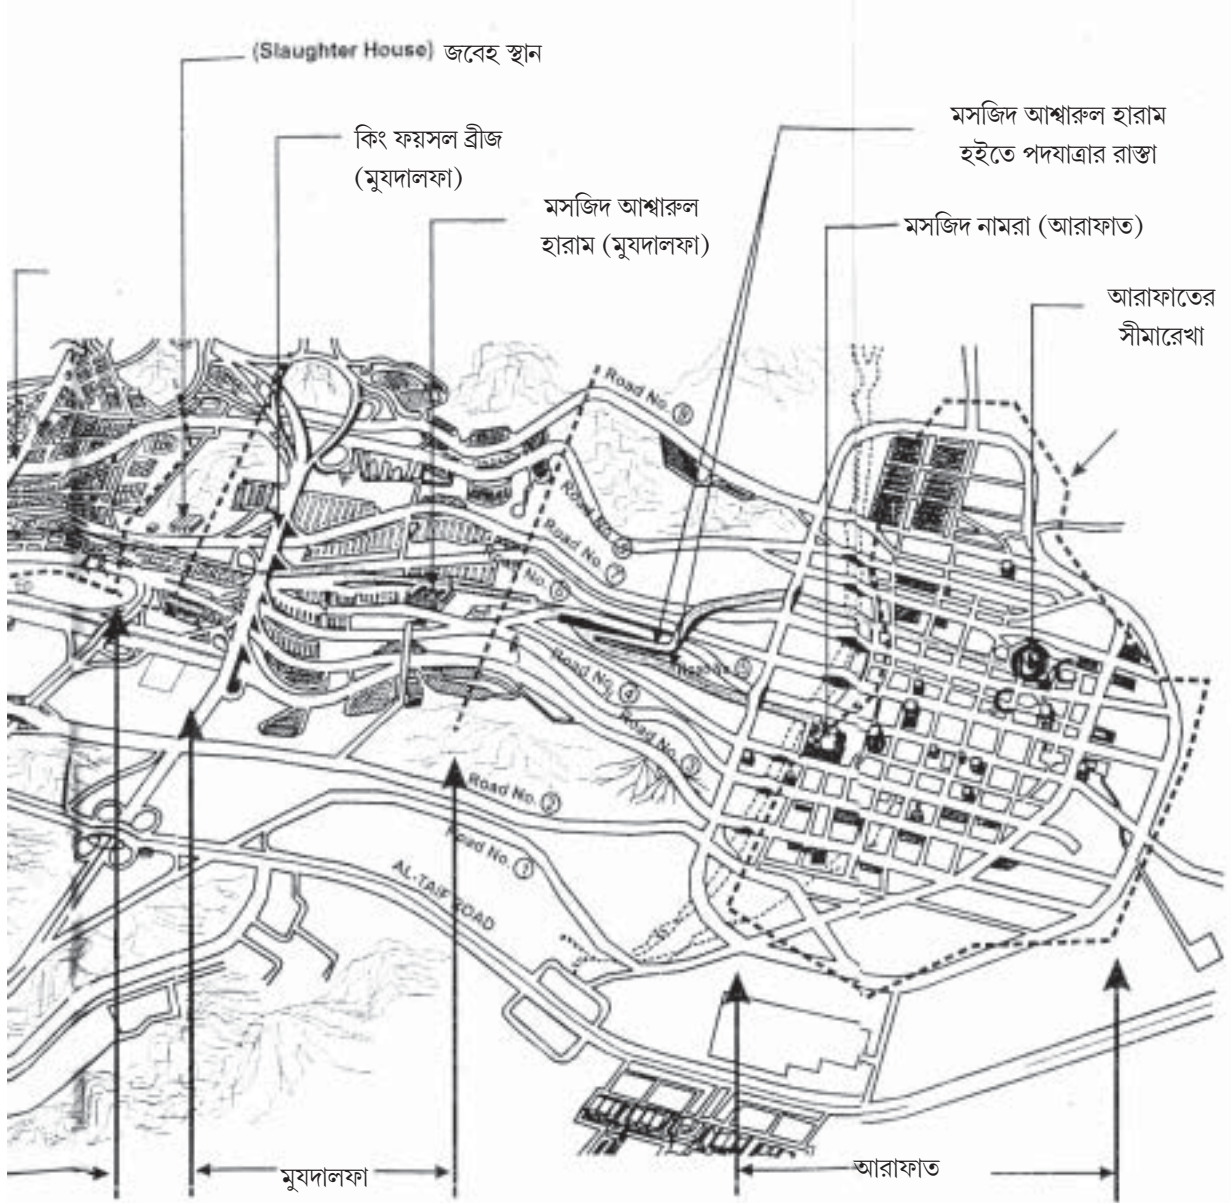 (Slaughter House) জবেহ স্থান
কিং ফয়সল ব্রীজ
(মুযদালফা)
মসজিদ আশ্বারুল
হারাম (মুযদালফা)
মসজিদ আশ্বারুল হারাম
হইতে পদযাত্রার রাস্তা
মসজিদ নামরা (আরাফাত)
আরাফাতের
সীমারেখা
Road No. 9
Road No. 8
Road No. 7
No. 6
Road No. 5
Road No. 4
Road No. 3
Road No. 2
Road No. 1
AL-TAIF ROAD
মুযদালফা
আরাফাত